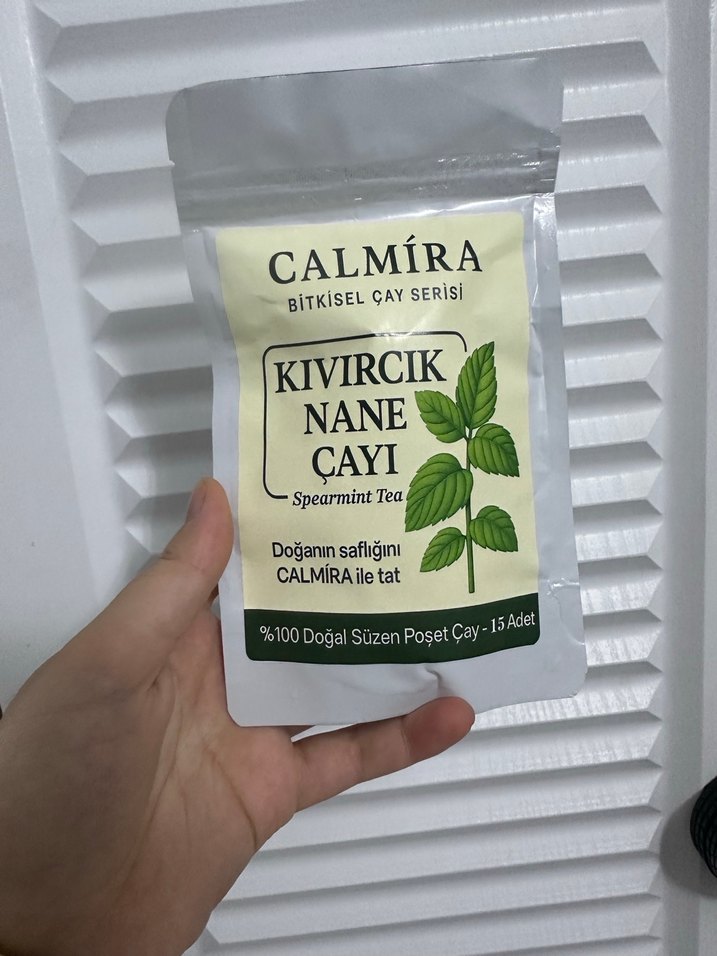 CALMÍRA
BİTKİSEL ÇAY SERİSİ
KIVIRCIK
NANE
ÇAYI
Spearmint Tea
Doğanın saflığını
CALMÍRA ile tat
%100 Doğal Süzen Poşet Çay - 15 Adet